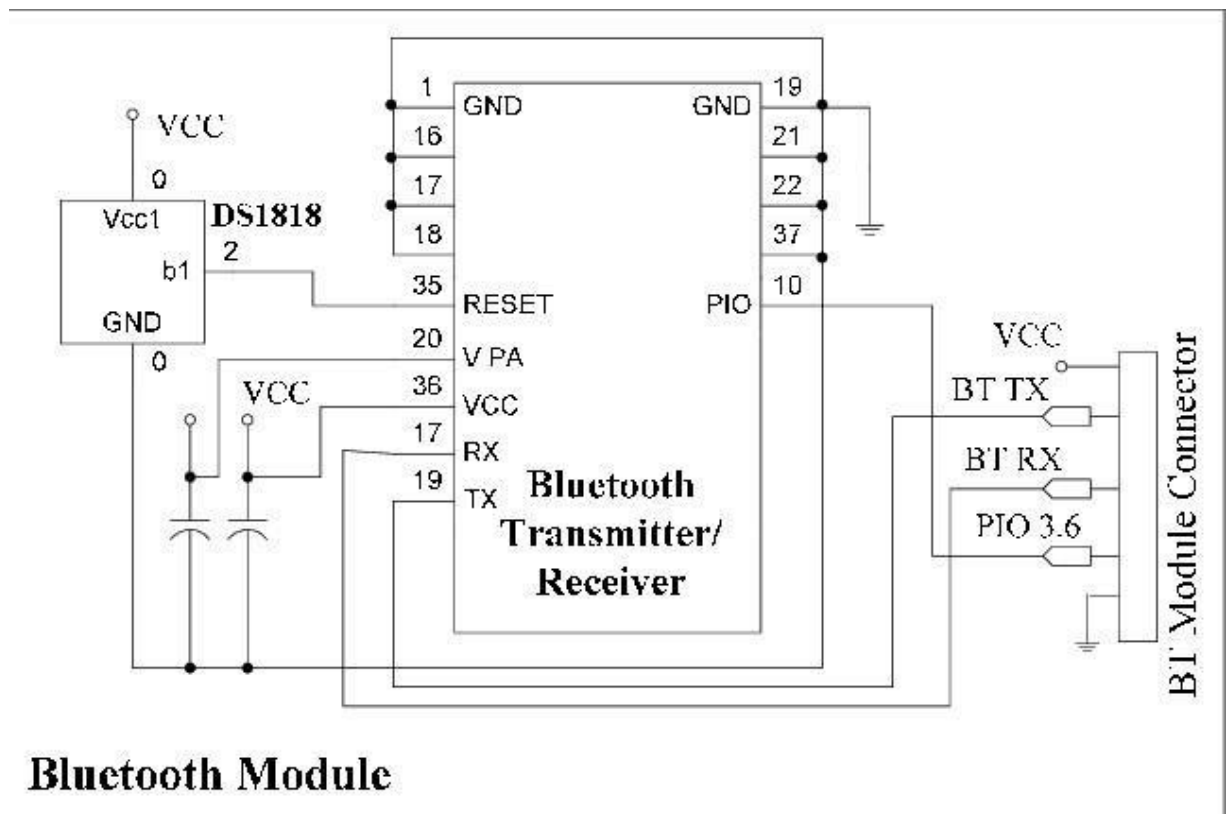 1
GND
19
GND
16
21
17
22
18
37
VCC
0
Vcc1
DS1818
2
b1
GND
0
35
RESET
10
PIO
20
V PA
36
VCC
17
RX
19
TX
VCC
Bluetooth
Transmitter/
Receiver
VCC
BT TX
BT RX
PIO 3.6
BT Module Connector
Bluetooth Module